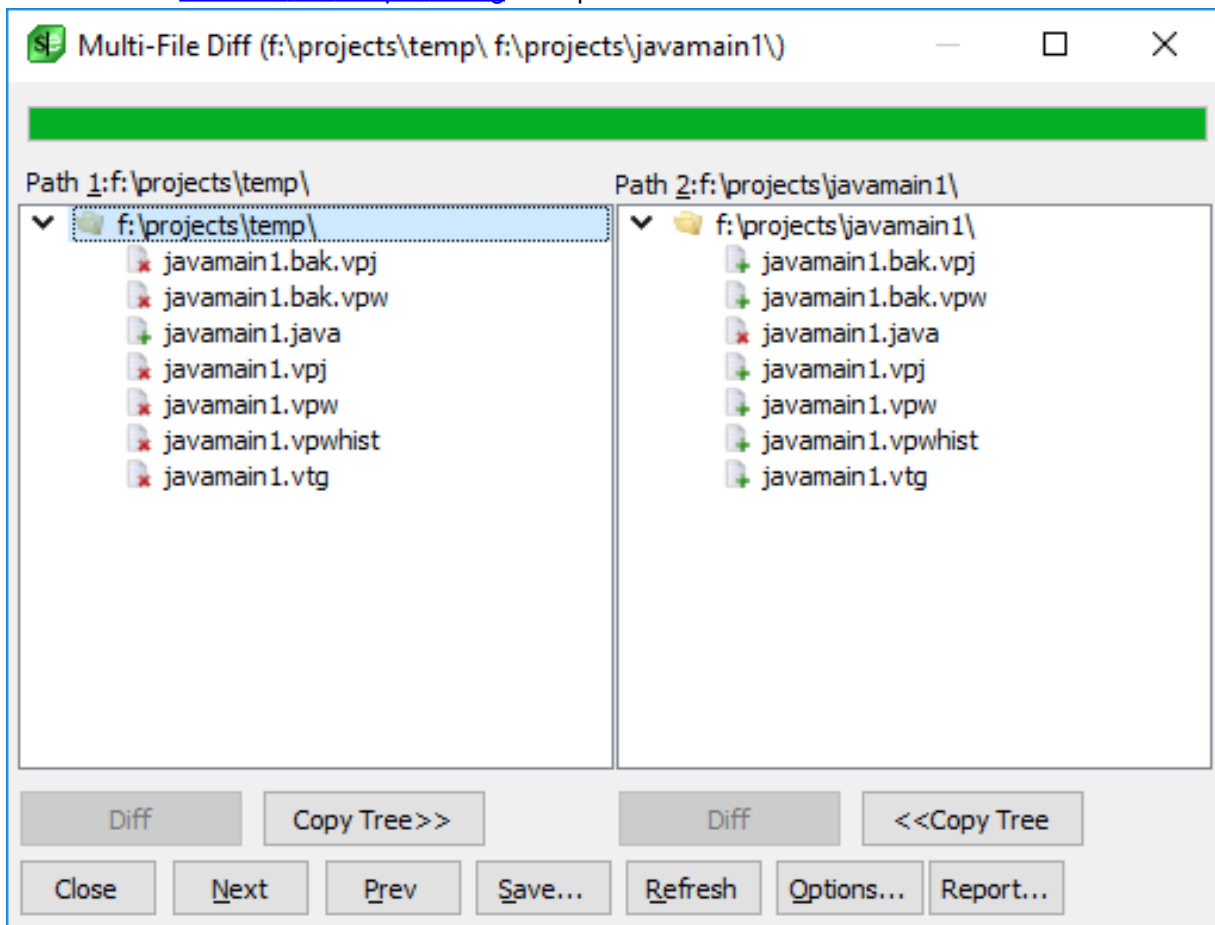 Multi-File Diff (f:\projects\temp\ f:\projects\javamain1\)
Path 1:f:\projects\temp\
f:\projects\temp\
javamain1.bak.vpj
javamain1.bak.vpw
javamain1.java
javamain1.vpj
javamain1.vpw
javamain1.vpwhist
javamain1.vtg
Path 2:f:\projects\javamain1\
f:\projects\javamain1\
javamain1.bak.vpj
javamain1.bak.vpw
javamain1.java
javamain1.vpj
javamain1.vpw
javamain1.vpwhist
javamain1.vtg
Diff Copy Tree>> Diff <<Copy Tree
Close Next Prev Save... Refresh Options... Report...